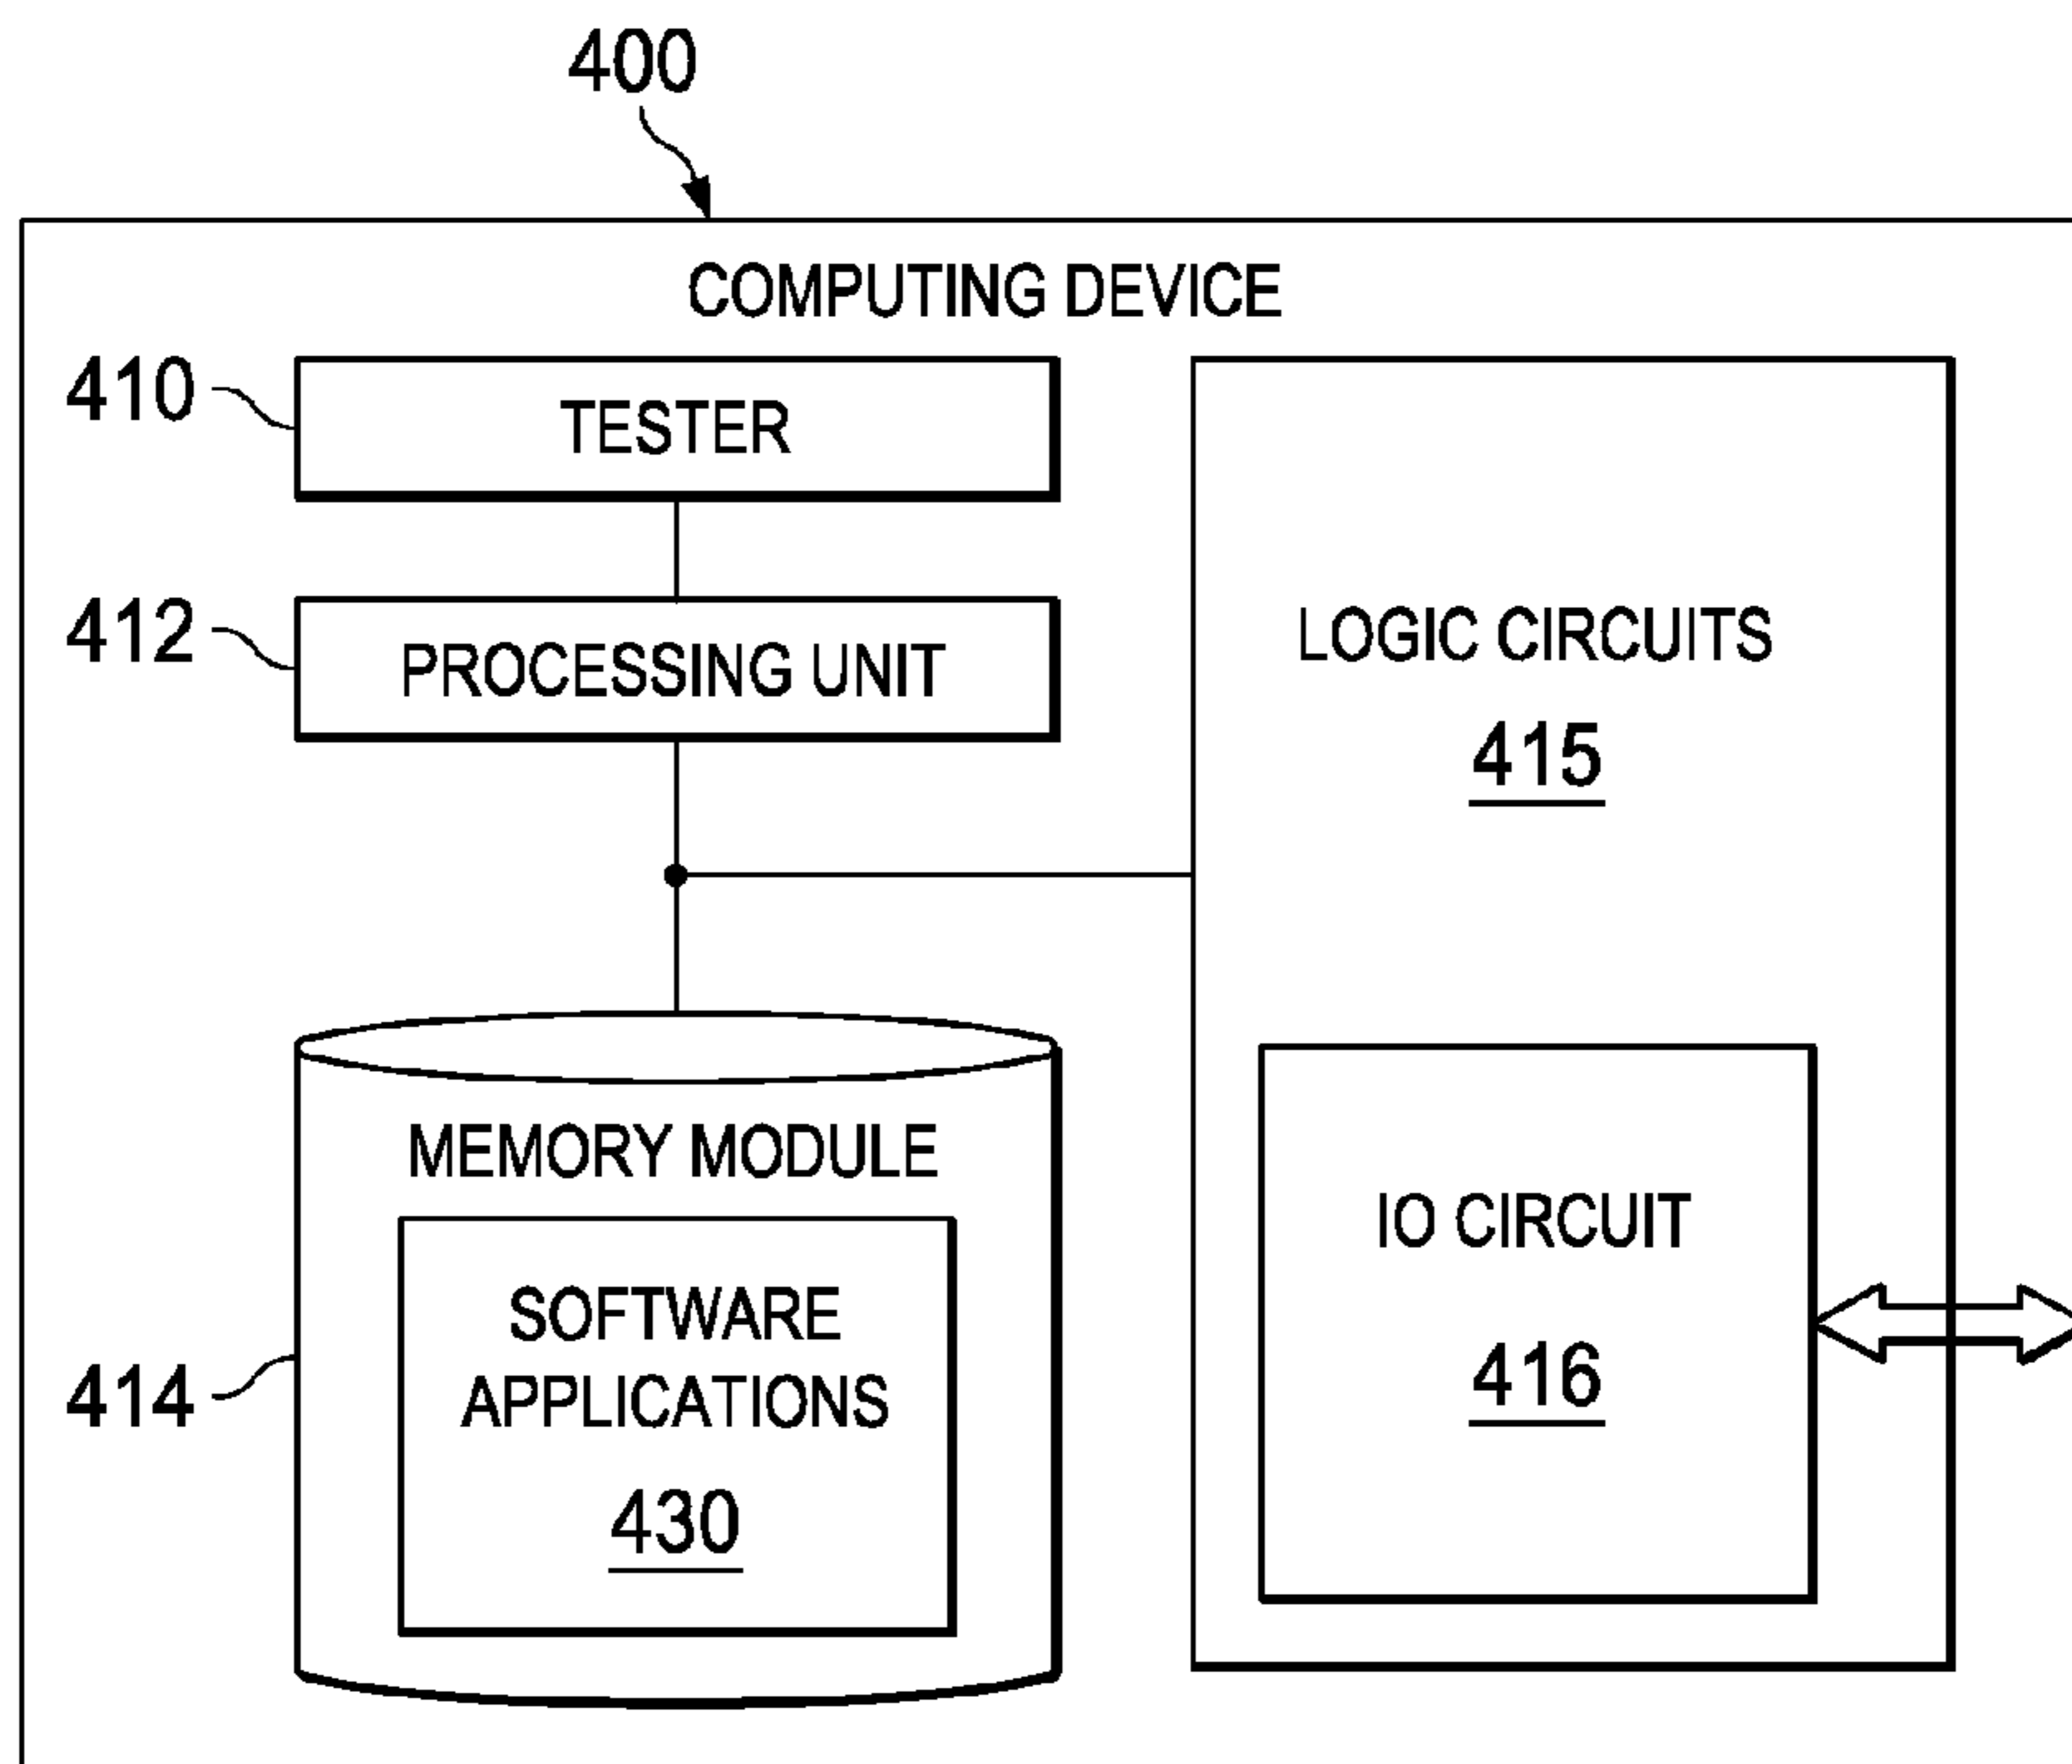 400
COMPUTING DEVICE
410
TESTER
412
PROCESSING UNIT
LOGIC CIRCUITS
415
MEMORY MODULE
SOFTWARE
APPLICATIONS
430
414
IO CIRCUIT
416